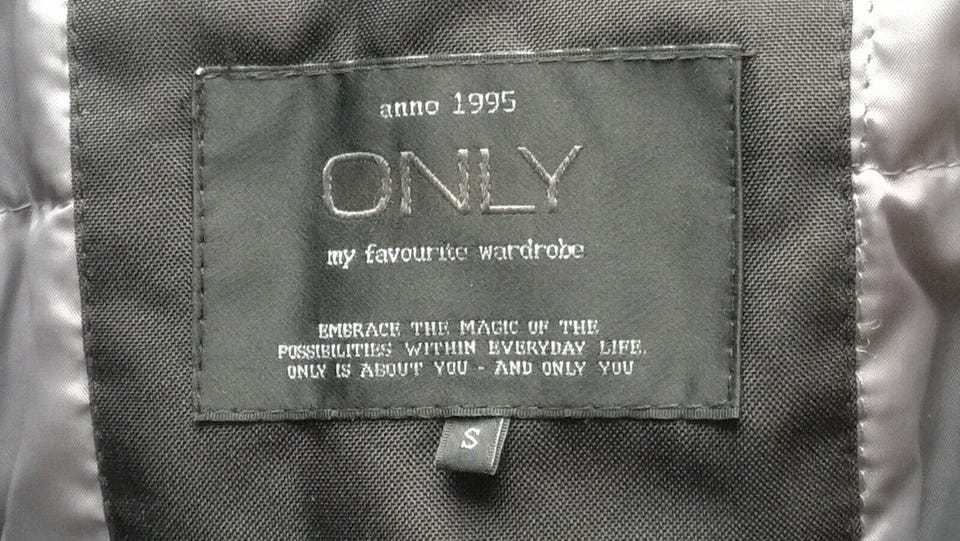 anno 1995
ONLY
my favourite wardrobe
EMBRACE THE MAGIC OF THE
POSSIBILITIES WITHIN EVERYDAY LIFE.
ONLY IS ABOUT YOU - AND ONLY YOU
S